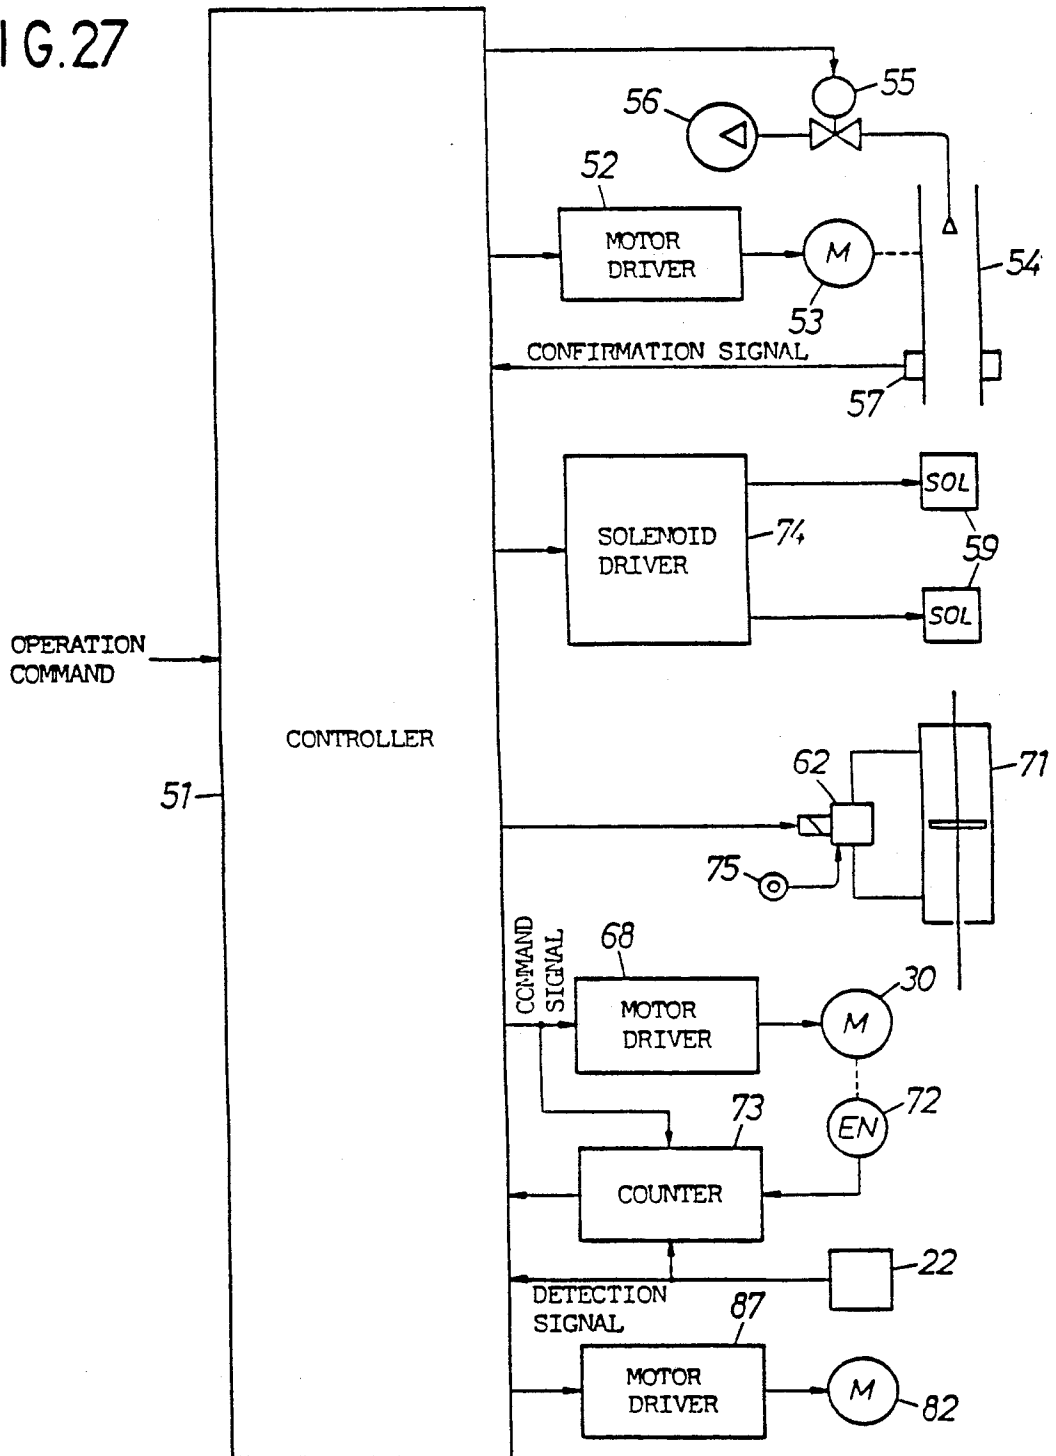 IG.27
55
56
52
MOTOR
DRIVER
M
54
53
CONFIRMATION SIGNAL
57
SOL
SOLENOID
DRIVER
74
59
SOL
OPERATION
COMMAND
CONTROLLER
62
71
51
75
COMMAND
SIGNAL
68
30
MOTOR
DRIVER
M
72
73
EN
COUNTER
22
DETECTION
SIGNAL
87
MOTOR
DRIVER
M
82